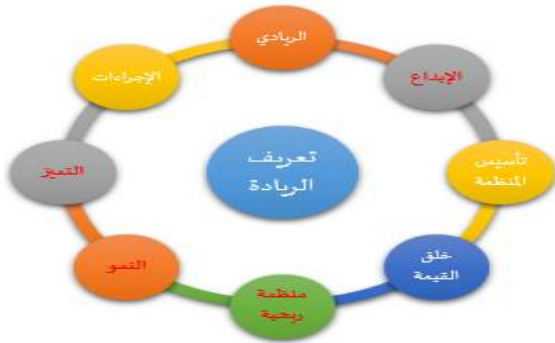 الريادي
الإبداع
تأسيس
المنظمة
خلق
القيمة
منظمة
ربحية
النمو
التميز
الإجراءات
تعريف
الريادة